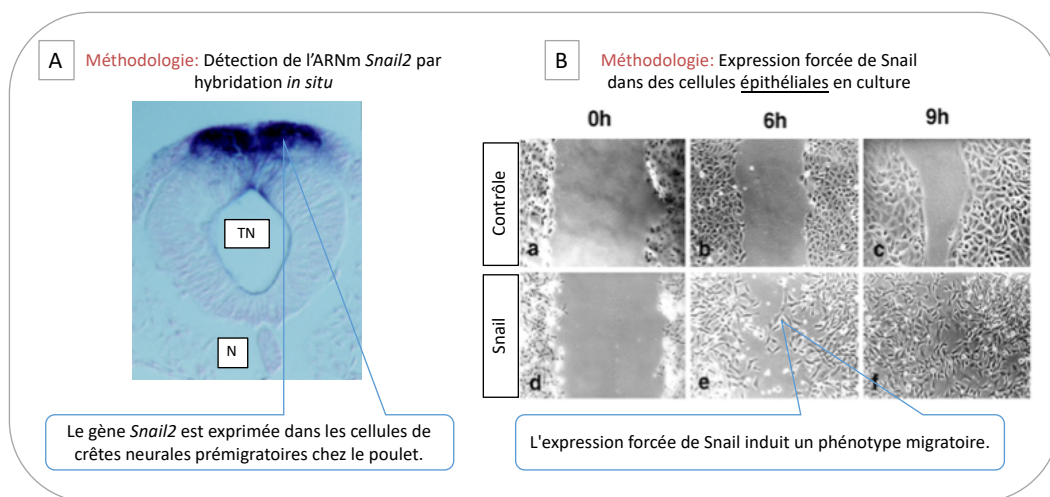 A
Méthodologie: Détection de l'ARNm Snail2 par
hybridation in situ
TN
N
Le gène Snail2 est exprimée dans les cellules de
crêtes neurales prémigratoires chez le poulet.
B
Méthodologie: Expression forcée de Snail
dans des cellules épithéliales en culture
0h 6h 9h
Contrôle
a b c
Snail
d e f
L'expression forcée de Snail induit un phénotype migratoire.